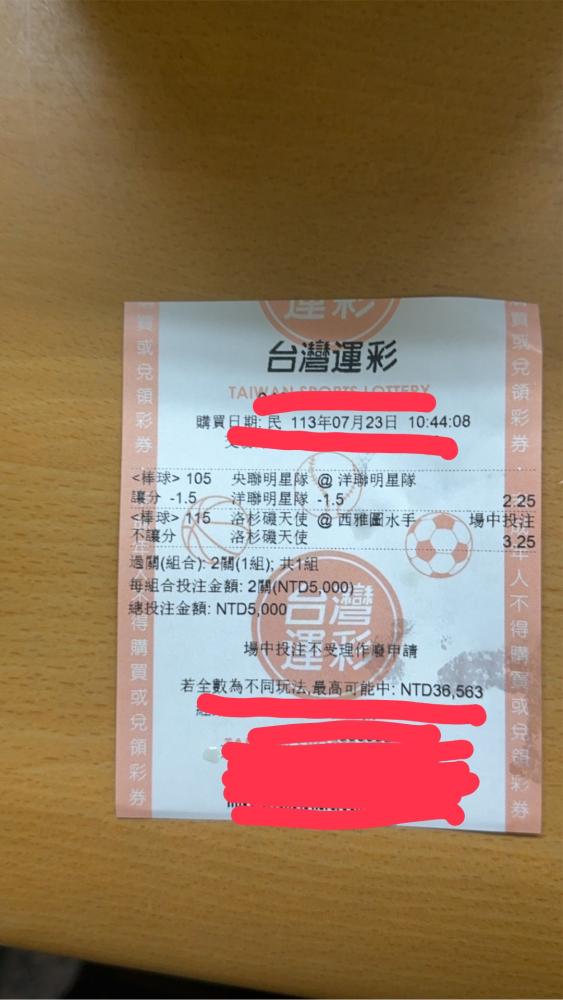 運彩
台灣運彩
TAIWAN SPORTS LOTTERY
購買日期: 民 113年07月23日 10:44:08
<棒球> 105 央聯明星隊 @ 洋聯明星隊
讓分 -1.5 洋聯明星隊 -1.5 2.25
<棒球> 115 洛杉磯天使 @ 西雅圖水手 場中投注
不讓分 洛杉磯天使 3.25
過關(組合): 2關(1組); 共1組
每組合投注金額: 2關(NTD5,000)
總投注金額: NTD5,000
台灣運彩
場中投注不受理作廢申請
若全數為不同玩法,最高可能中: NTD36,563
買或兌領彩券
不得購買或兌領彩券
買或兌領彩券
人不得購買或兌領彩券